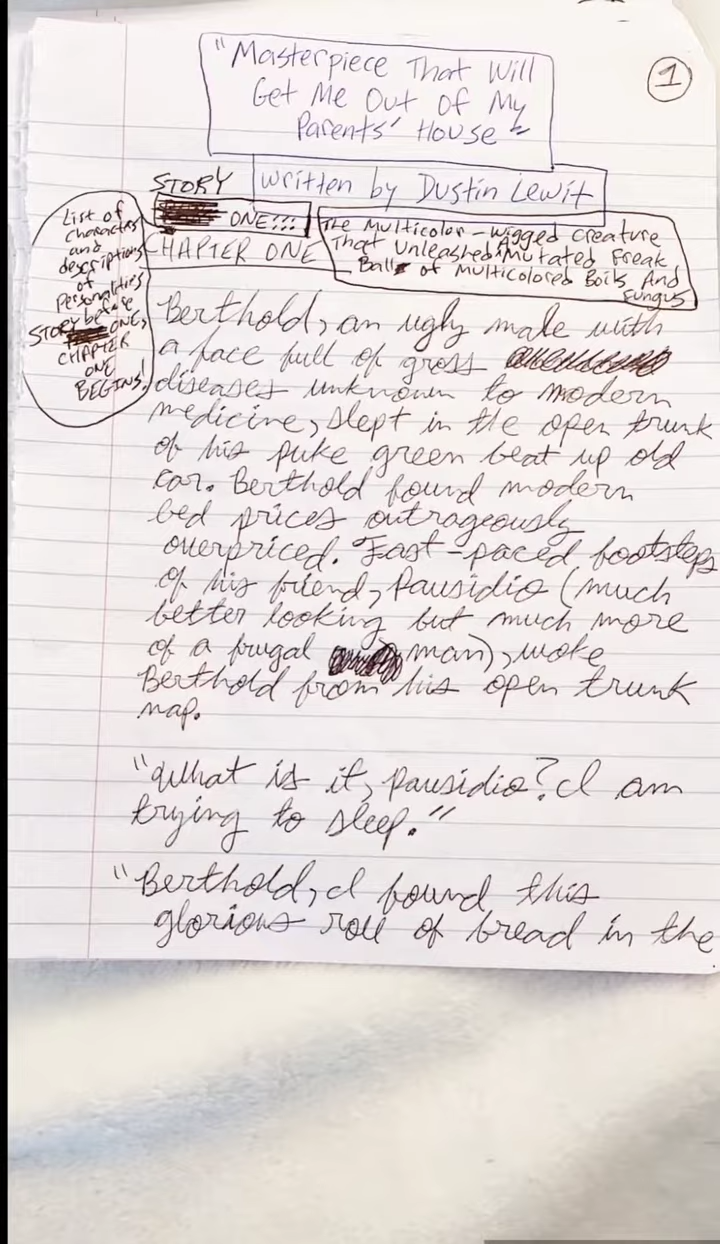 "Masterpiece That Will
Get Me Out Of My
Parents' House"
1
written by Dustin Lewit
STORY
ONE!!!
CHAPTER ONE
The Multicolor-Wigged Creature
That Unleashed A Mutated Freak
Ball of Multicolored Boils And
Fungus
List of
characters
and
descriptions
of
personalities
before
STORY ONE,
CHAPTER
ONE
BEGINS!
Berthold, an ugly male with
a face full of gross
diseases unknown to modern
medicine, slept in the open trunk
of his puke green beat up old
car. Berthold found modern
bed prices outrageously
overpriced. Fast-paced footsteps
of his friend, Pausidio (much
better looking but much more
of a frugal man), woke
Berthold from his open trunk
nap.
"What is it, Pausidio? I am
trying to sleep."
"Berthold, I found this
glorious roll of bread in the